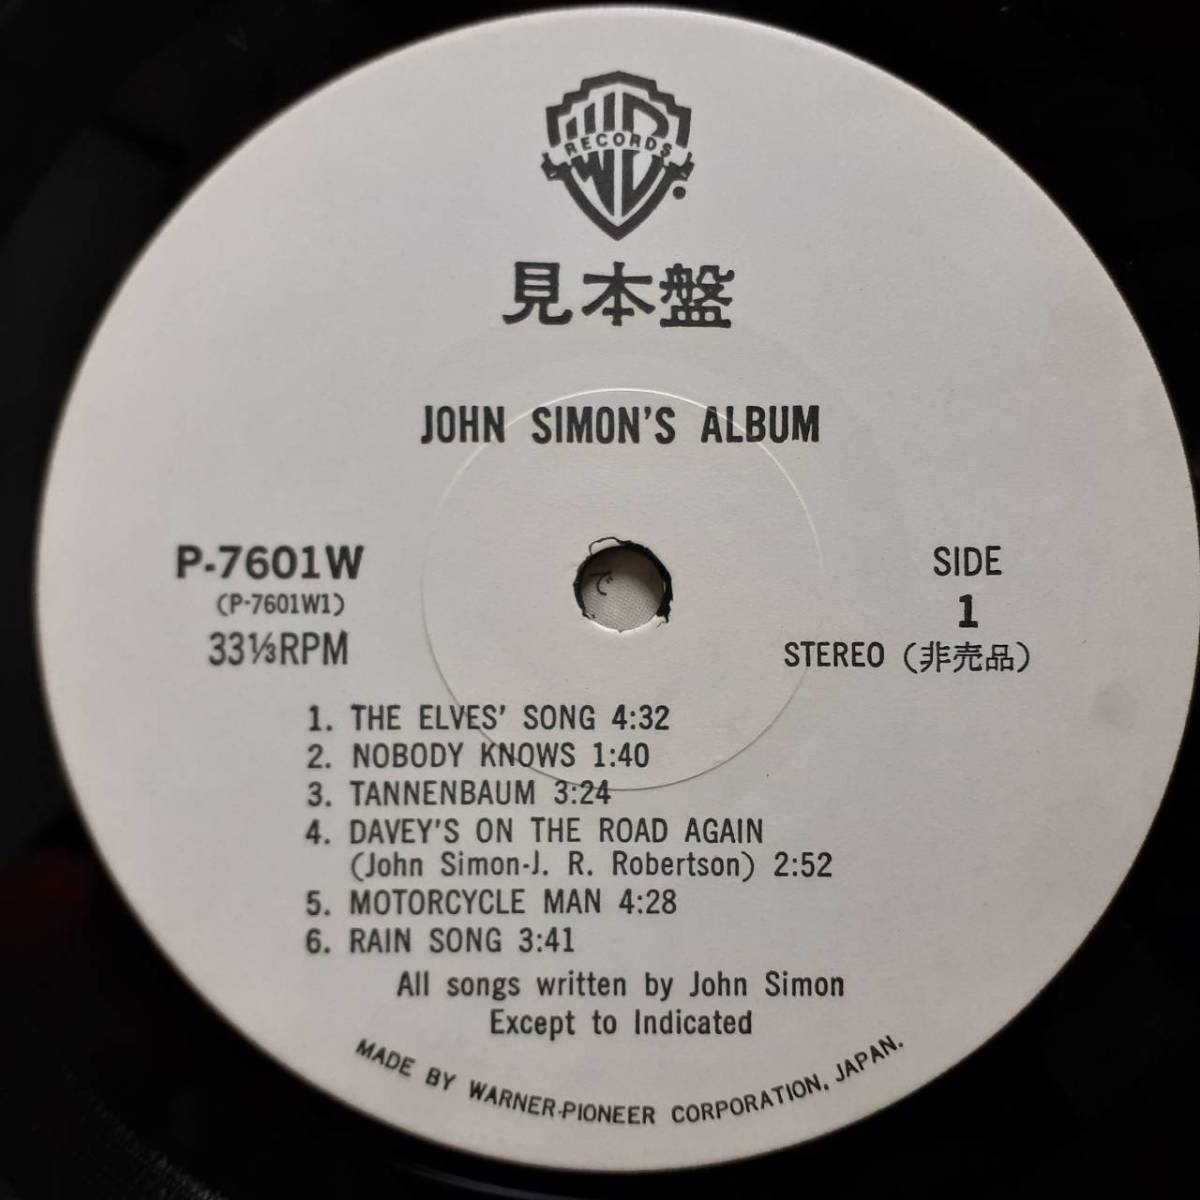 WB
RECORDS
見本盤
JOHN SIMON'S ALBUM
P-7601W
(P-7601W1)
33⅓RPM
SIDE
1
STEREO (非売品)
で
1. THE ELVES' SONG 4:32
2. NOBODY KNOWS 1:40
3. TANNENBAUM 3:24
4. DAVEY'S ON THE ROAD AGAIN
(John Simon-J. R. Robertson) 2:52
5. MOTORCYCLE MAN 4:28
6. RAIN SONG 3:41
All songs written by John Simon
Except to Indicated
MADE BY WARNER-PIONEER CORPORATION, JAPAN.